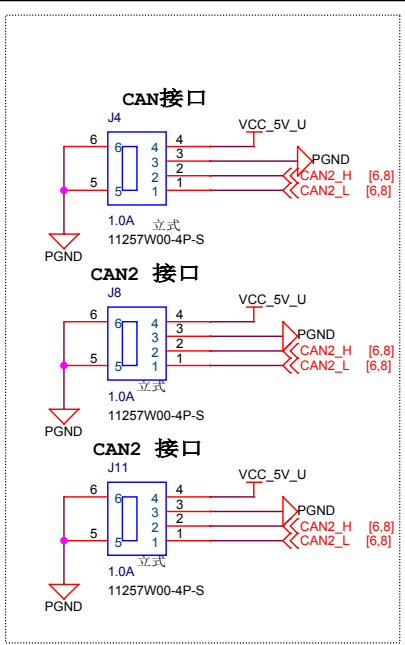 CAN接口
J4
VCC_5V_U
6 6 4 4
3 3 PGND
2 2 CAN2_H [6,8]
5 5 1 1 CAN2_L [6,8]
1.0A 立式
11257W00-4P-S
PGND
CAN2 接口
J8
VCC_5V_U
6 6 4 4
3 3 PGND
2 2 CAN2_H [6,8]
5 5 1 1 CAN2_L [6,8]
1.0A 立式
11257W00-4P-S
PGND
CAN2 接口
J11
VCC_5V_U
6 6 4 4
3 3 PGND
2 2 CAN2_H [6,8]
5 5 1 1 CAN2_L [6,8]
1.0A 立式
11257W00-4P-S
PGND